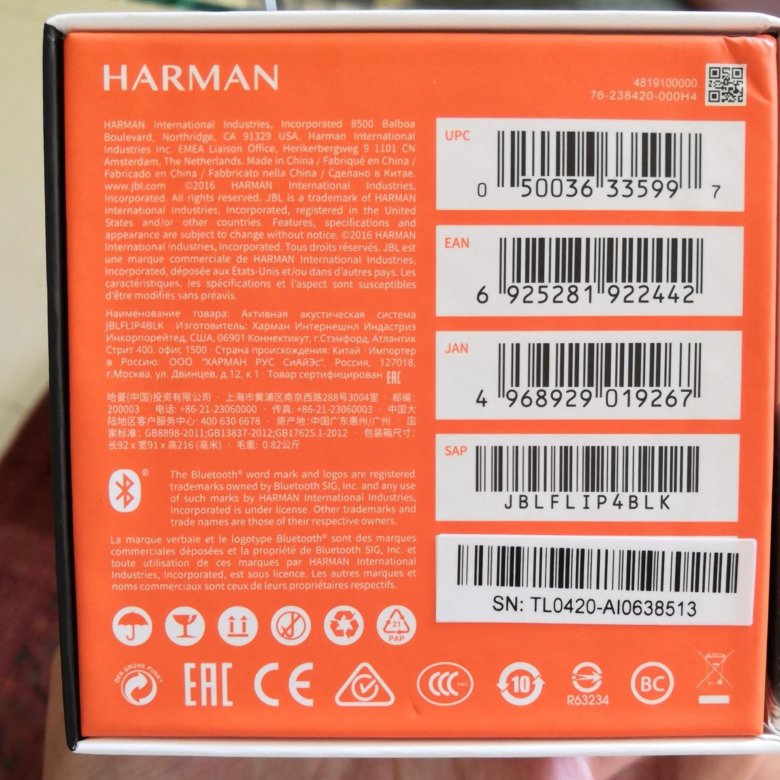 HARMAN
4819100000
76-238420-000H4
HARMAN International Industries, Incorporated 8500 Balboa
Boulevard, Northridge, CA 91329 USA. Harman International
Industries Inc. EMEA Liaison Office, Herikerbergweg 9 1101 CN
Amsterdam, The Netherlands. Made in China / Fabriqué en China /
Fabricado en China / Fabbricato nella China / Сделано в Китае.
www.jbl.com ©2016 HARMAN International Industries,
Incorporated. All rights reserved. JBL is a trademark of HARMAN
International Industries, Incorporated, registered in the United
States and/or other countries. Features, specifications and
appearance are subject to change without notice. ©2016 HARMAN
International Industries, Incorporated. Tous droits réservés. JBL est
une marque commerciale de HARMAN International Industries,
Incorporated, déposée aux États-Unis et/ou dans d'autres pays. Les
caractéristiques, les spécifications et l'aspect sont susceptibles
d'être modifiés sans préavis.
Наименование товара: Активная акустическая система
JBLFLIP4BLK Изготовитель: Харман Интернешнл Индастриз
Инкорпорейтед, США, 06901 Коннектикут, г.Стэмфорд, Атлантик
Стрит 400, офис 1500 · Страна происхождения: Китай · Импортер
в Россию: ООО "ХАРМАН РУС СиАйЭс", Россия, 127018,
г.Москва, ул. Двинцев, д.12, к 1 Товар сертифицирован EAC
哈曼(中国)投资有限公司 · 上海市黄浦区南京西路288号3004室 · 邮编:
200003 · 电话: +86-21-23060000 · 传真: +86-21-23060003 · 中国大
陆地区客户服务中心: 400 630 6678 · 原产地:中国广东惠州/广州 · 国
家标准: GB8898-2011;GB13837-2012;GB17625.1-2012 · 包装箱尺寸:
长92 x 宽91 x 高216 (毫米) · 毛重: 0.82公斤
The Bluetooth® word mark and logos are registered
trademarks owned by Bluetooth SIG, Inc. and any use
of such marks by HARMAN International Industries,
Incorporated is under license. Other trademarks and
trade names are those of their respective owners.
La marque verbale et le logotype Bluetooth® sont des marques
commerciales déposées et la propriété de Bluetooth SIG, Inc. et
toute utilisation de ces marques par HARMAN International
Industries, Incorporated, est sous licence. Les autres marques et
noms commerciaux sont ceux de leurs propriétaires respectifs.
UPC
0 50036 33599 7
EAN
6 925281 922442
JAN
4 968929 019267
SAP
JBLFLIP4BLK
SN: TL0420-AI0638513
21
PAP
DER GRÜNE PUNKT
EAC CE CCC S&E 10 R63234 BC